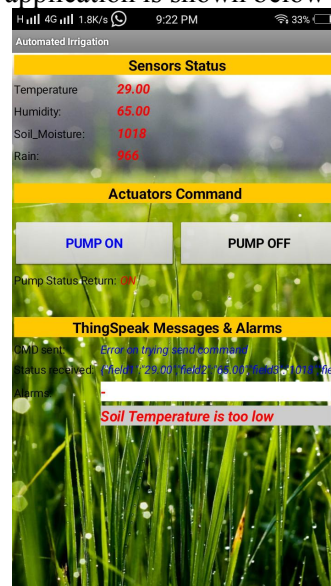 application is shown below
H 4G 1.8K/s 9:22 PM 33%
Automated Irrigation
Sensors Status
Temperature 29.00
Humidity: 65.00
Soil_Moisture: 1018
Rain: 966
Actuators Command
PUMP ON PUMP OFF
Pump Status Return: ON
ThingSpeak Messages & Alarms
CMD sent: Error on trying send command
Status received: {"field1":"29.00","field2":"65.00","field3":"1018","fie
Alarms: -
Soil Temperature is too low